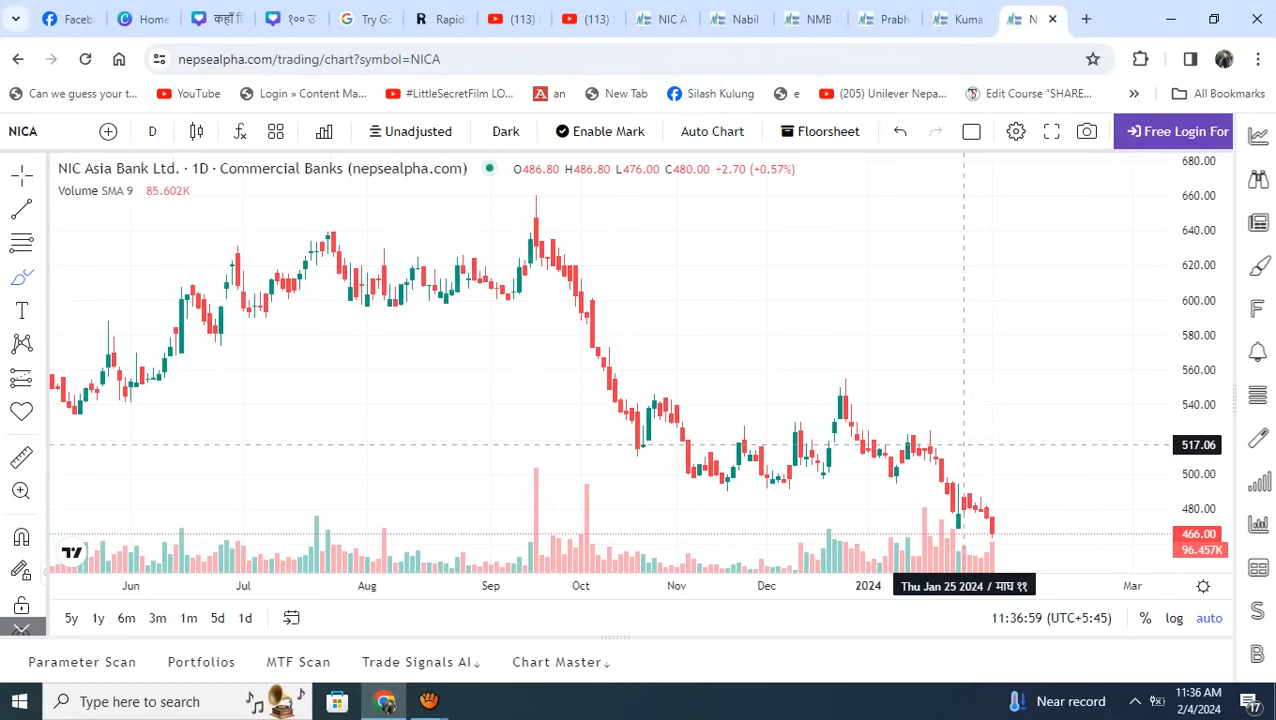 Faceb
Home
कहाँ f
१०० उ
Try Go
Rapid
(113)
(113)
NIC A
Nabil
NMB
Prabh
Kuma
N
nepsealpha.com/trading/chart?symbol=NICA
Can we guess your t...
YouTube
Login » Content Ma...
#LittleSecretFilm LO...
an
New Tab
Silash Kulung
e
(205) Unilever Nepa...
Edit Course "SHARE...
»
All Bookmarks
NICA
D
Unadjusted
Dark
Enable Mark
Auto Chart
Floorsheet
Free Login For
NIC Asia Bank Ltd. · 1D · Commercial Banks (nepsealpha.com)
O486.80 H486.80 L476.00 C480.00 +2.70 (+0.57%)
Volume SMA 9 85.602K
680.00
660.00
640.00
620.00
600.00
580.00
560.00
540.00
517.06
500.00
480.00
466.00
96.457K
Jun
Jul
Aug
Sep
Oct
Nov
Dec
2024
Thu Jan 25 2024 / माघ ११
Mar
5y 1y 6m 3m 1m 5d 1d
11:36:59 (UTC+5:45)
% log auto
Parameter Scan
Portfolios
MTF Scan
Trade Signals AI↓
Chart Master↓
Type here to search
Near record
11:36 AM
2/4/2024
17